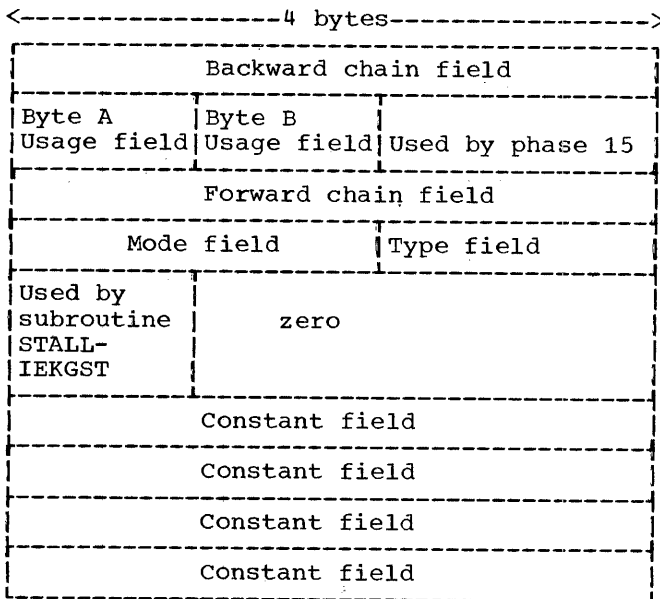 4 bytes
Backward chain field
Byte A Byte B
Usage field Usage field Used by phase 15
Forward chain field
Mode field Type field
Used by
subroutine zero
STALL-
IEKGST
Constant field
Constant field
Constant field
Constant field